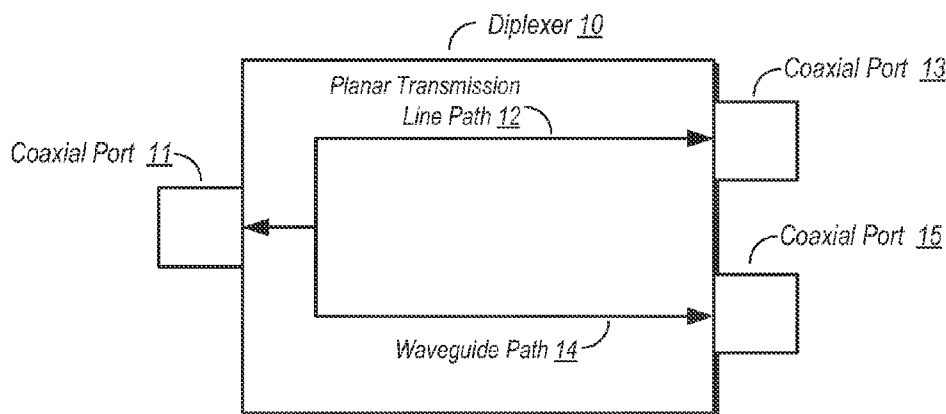 Diplexer 10
Planar Transmission
Line Path 12
Coaxial Port 13
Coaxial Port 11
Coaxial Port 15
Waveguide Path 14